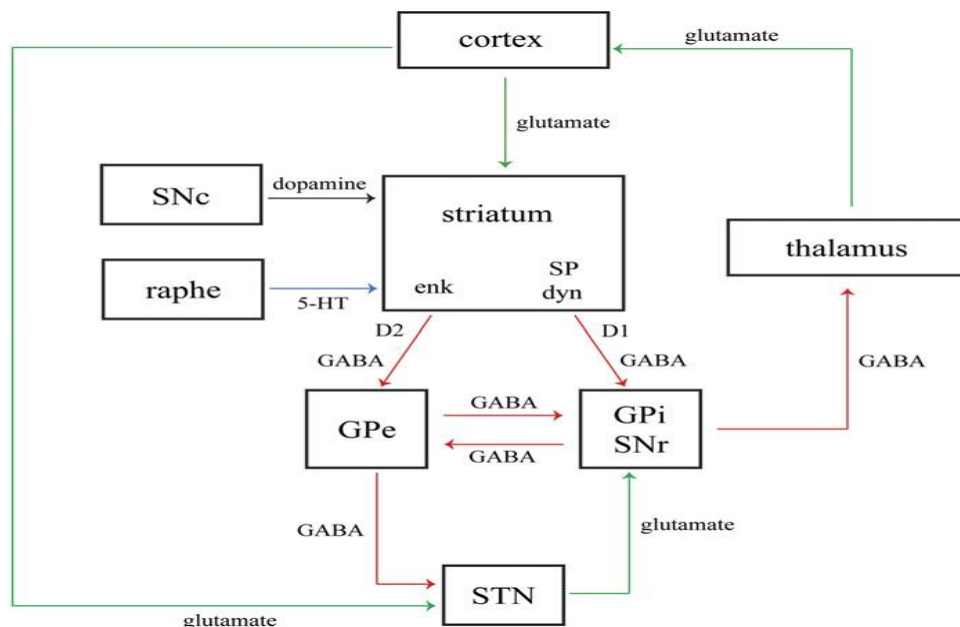 cortex
glutamate
glutamate
SNc
dopamine
striatum
thalamus
raphe
5-HT
enk
SP
dyn
D2
D1
GABA
GABA
GABA
GPe
GABA
GABA
GPi
SNr
GABA
glutamate
STN
glutamate